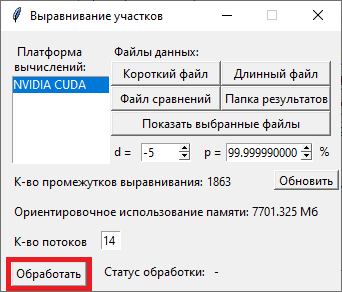 Выравнивание участков
Платформа вычислений:
Файлы данных:
NVIDIA CUDA
Короткий файл
Длинный файл
Файл сравнений
Папка результатов
Показать выбранные файлы
d = -5 p = 99.999990000 %
К-во промежутков выравнивания: 1863
Обновить
Ориентировочное использование памяти: 7701.325 Мб
К-во потоков 14
Обработать
Статус обработки: -